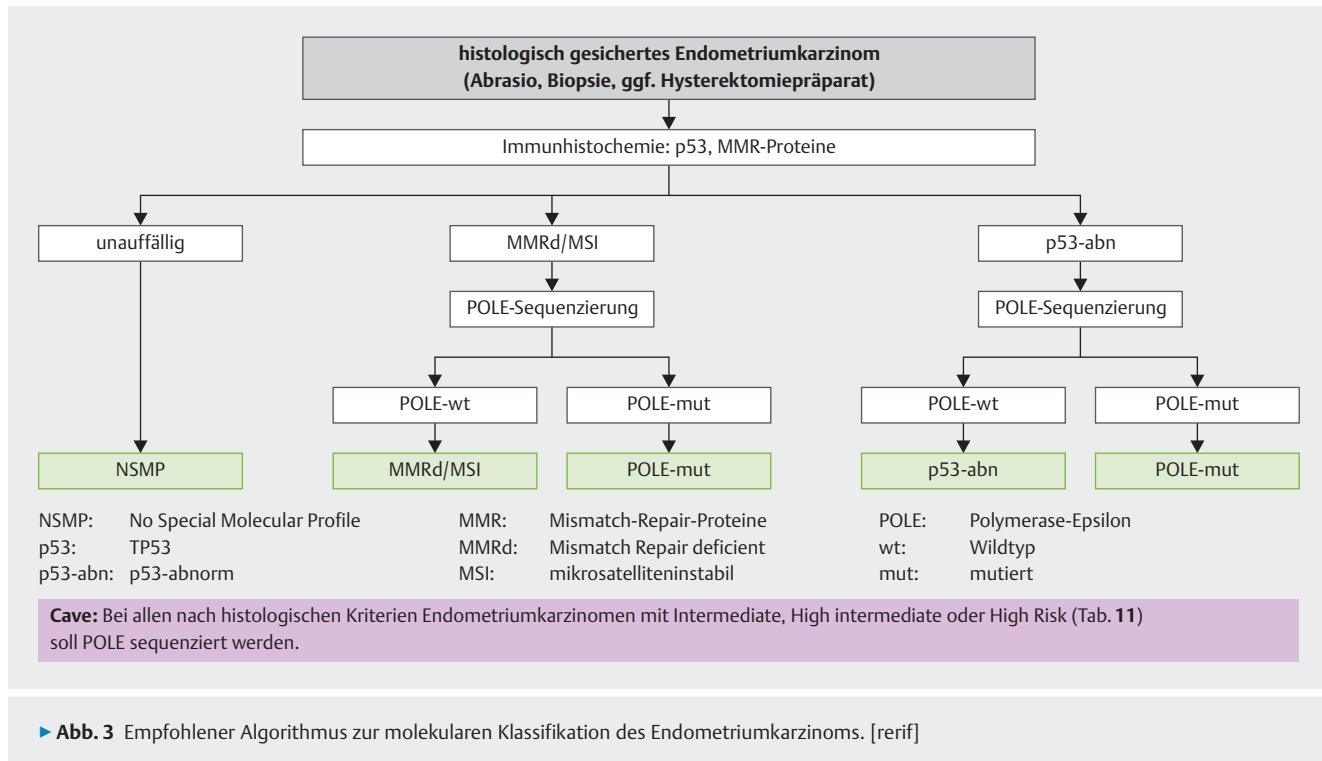 histologisch gesichertes Endometriumkarzinom
(Abrasio, Biopsie, ggf. Hysterektomiepräparat)
Immunhistochemie: p53, MMR-Proteine
unauffällig
MMRd/MSI
p53-abn
POLE-Sequenzierung
POLE-Sequenzierung
POLE-wt
POLE-mut
POLE-wt
POLE-mut
NSMP
MMRd/MSI
POLE-mut
p53-abn
POLE-mut
NSMP: No Special Molecular Profile
p53: TP53
p53-abn: p53-abnorm
MMR: Mismatch-Repair-Proteine
MMRd: Mismatch Repair deficient
MSI: mikrosatelliteninstabil
POLE: Polymerase-Epsilon
wt: Wildtyp
mut: mutiert
Cave: Bei allen nach histologischen Kriterien Endometriumkarzinomen mit Intermediate, High intermediate oder High Risk (Tab. 11)
soll POLE sequenziert werden.
▶ Abb. 3 Empfohlener Algorithmus zur molekularen Klassifikation des Endometriumkarzinoms. [rerif]